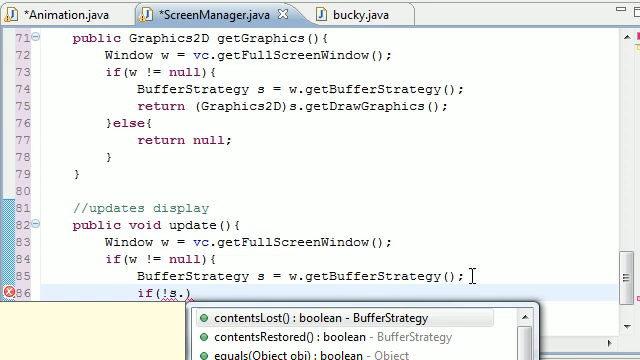 *Animation.java *ScreenManager.java bucky.java
71 public Graphics2D getGraphics(){
72 Window w = vc.getFullScreenWindow();
73 if(w != null){
74 BufferStrategy s = w.getBufferStrategy();
75 return (Graphics2D)s.getDrawGraphics();
76 }else{
77 return null;
78 }
79 }
80
81 //updates display
82 public void update(){
83 Window w = vc.getFullScreenWindow();
84 if(w != null){
85 BufferStrategy s = w.getBufferStrategy();
86 if(!s.)
contentsLost() : boolean - BufferStrategy
contentsRestored() : boolean - BufferStrategy
equals(Object obj) : boolean - Object